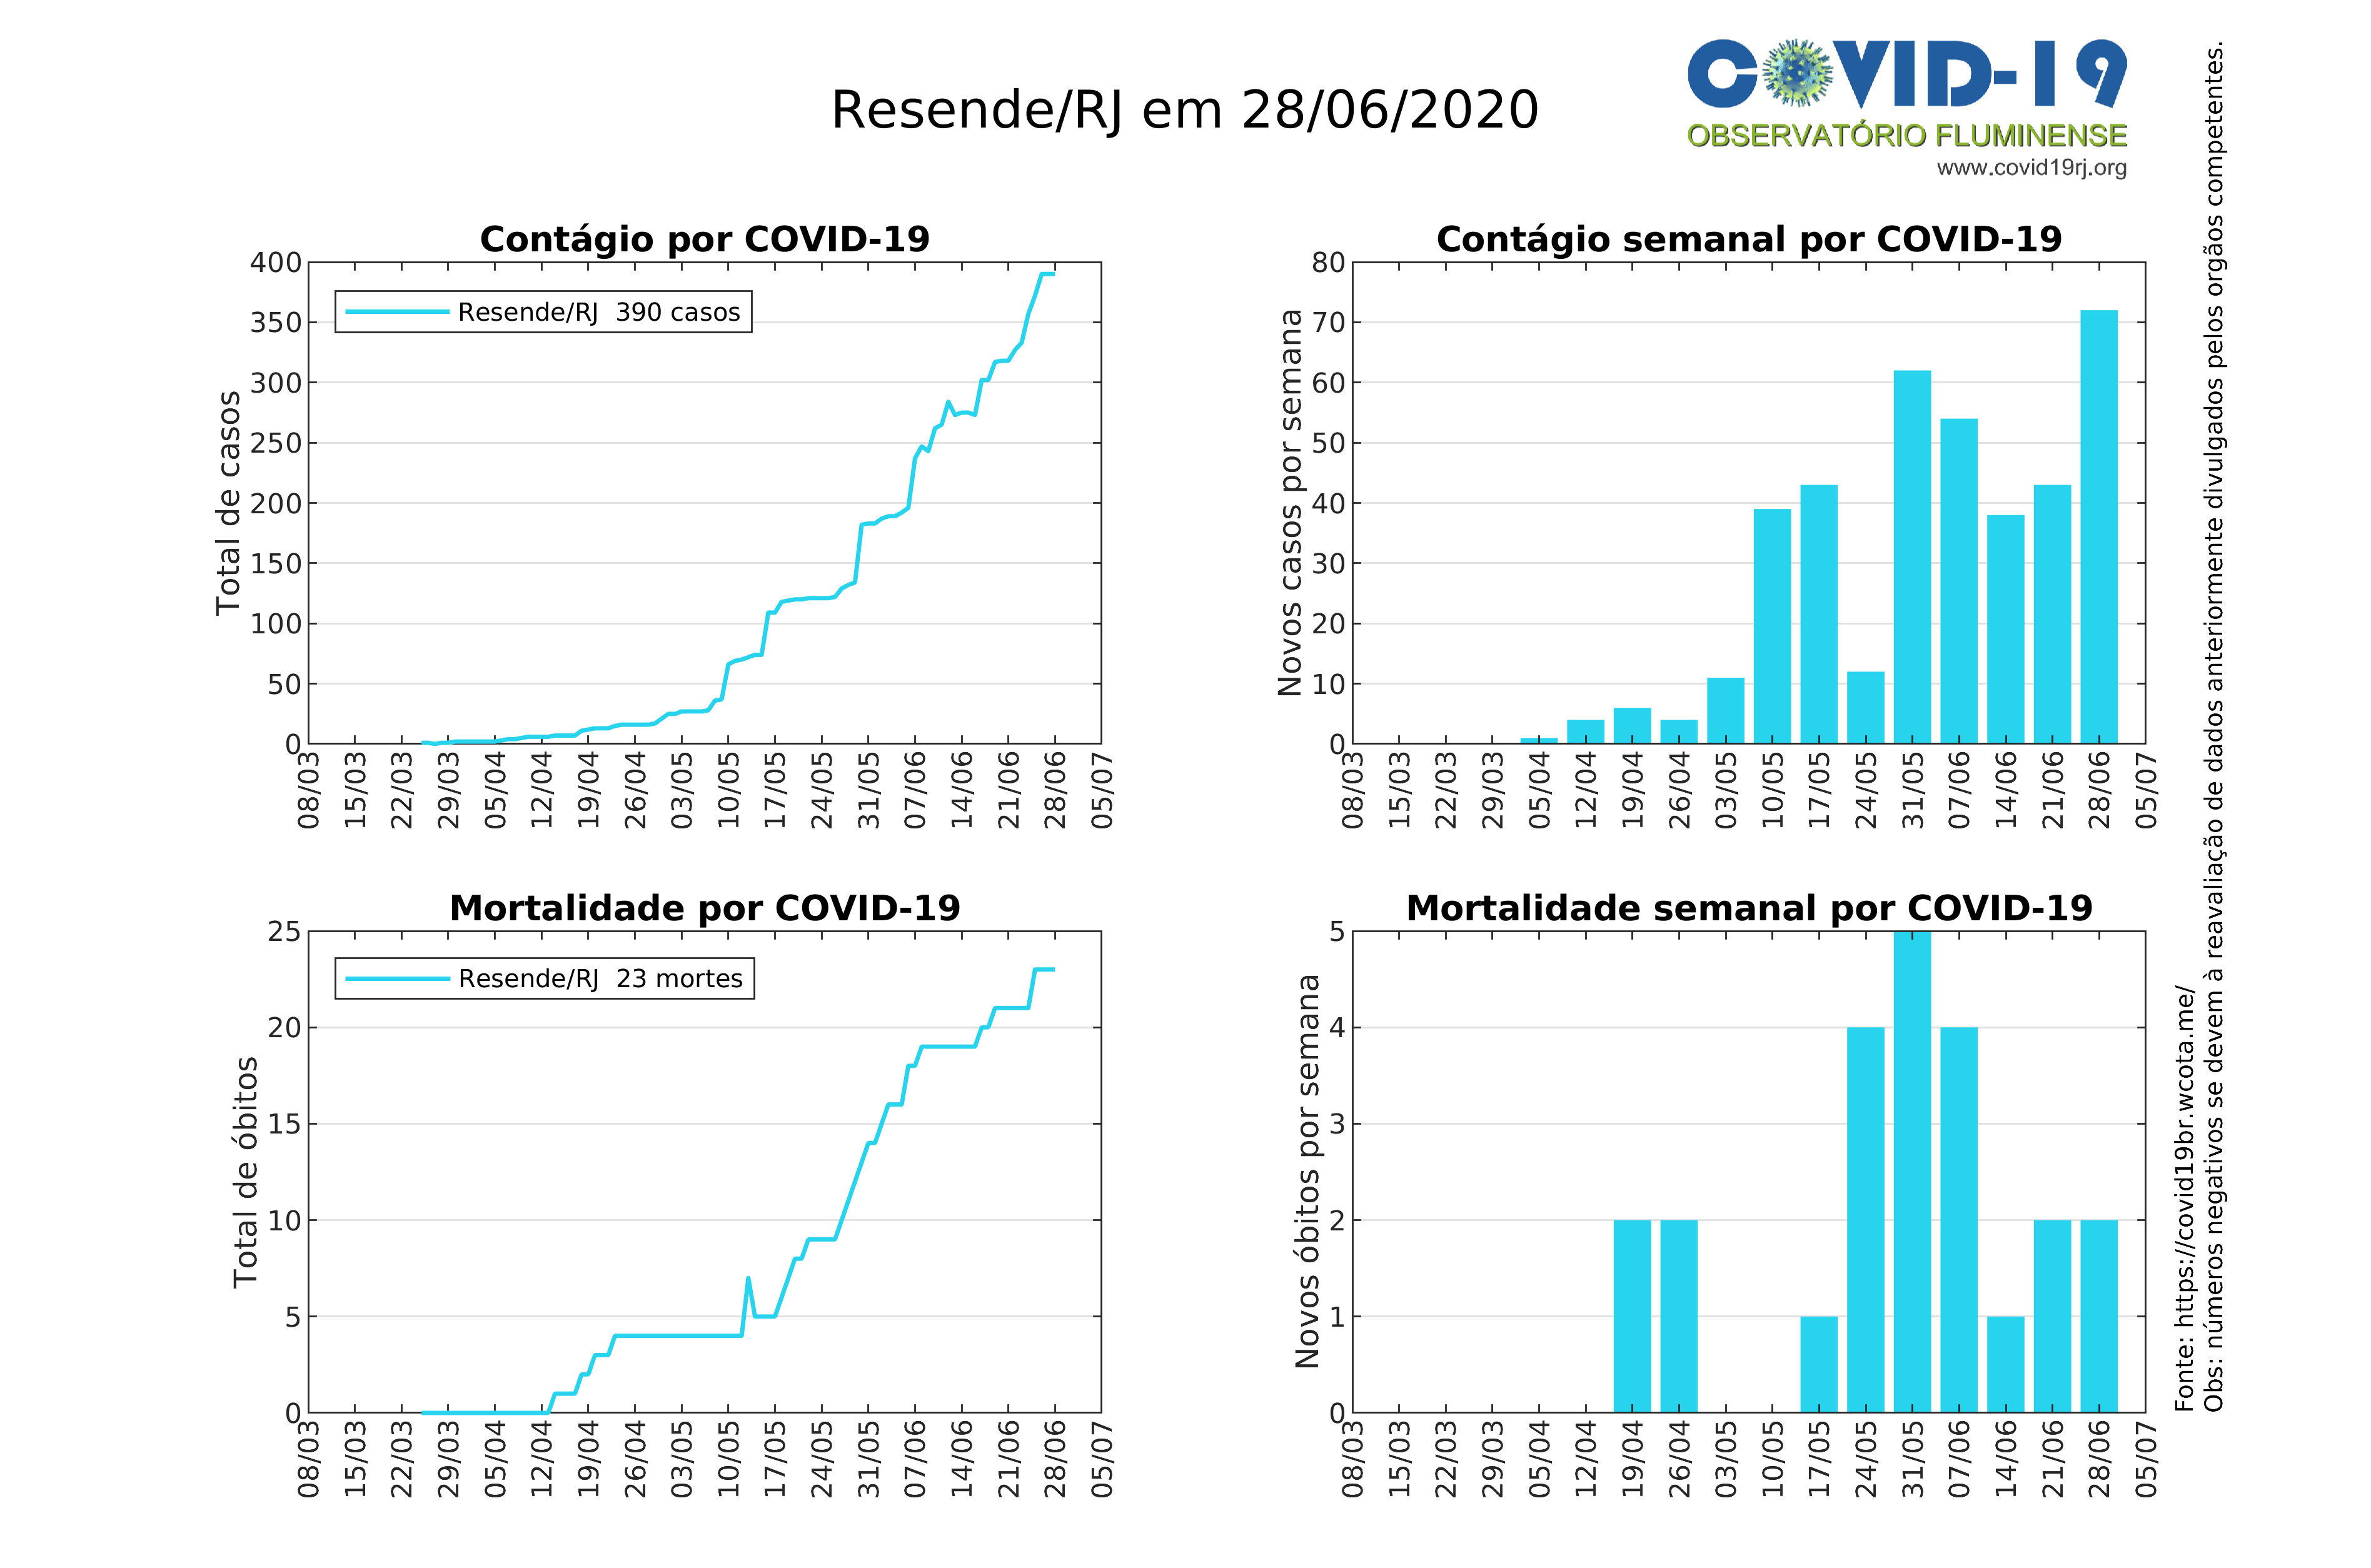 Resende/RJ em 28/06/2020
COVID-19
OBSERVATÓRIO FLUMINENSE
www.covid19rj.org
Contágio por COVID-19
Total de casos
400
350
300
250
200
150
100
50
0
Resende/RJ 390 casos
08/03 15/03 22/03 29/03 05/04 12/04 19/04 26/04 03/05 10/05 17/05 24/05 31/05 07/06 14/06 21/06 28/06 05/07
Contágio semanal por COVID-19
Novos casos por semana
80
70
60
50
40
30
20
10
0
08/03 15/03 22/03 29/03 05/04 12/04 19/04 26/04 03/05 10/05 17/05 24/05 31/05 07/06 14/06 21/06 28/06 05/07
Mortalidade por COVID-19
Total de óbitos
25
20
15
10
5
0
Resende/RJ 23 mortes
08/03 15/03 22/03 29/03 05/04 12/04 19/04 26/04 03/05 10/05 17/05 24/05 31/05 07/06 14/06 21/06 28/06 05/07
Mortalidade semanal por COVID-19
Novos óbitos por semana
5
4
3
2
1
0
08/03 15/03 22/03 29/03 05/04 12/04 19/04 26/04 03/05 10/05 17/05 24/05 31/05 07/06 14/06 21/06 28/06 05/07
Fonte: https://covid19br.wcota.me/
Obs: números negativos se devem à reavaliação de dados anteriormente divulgados pelos orgãos competentes.